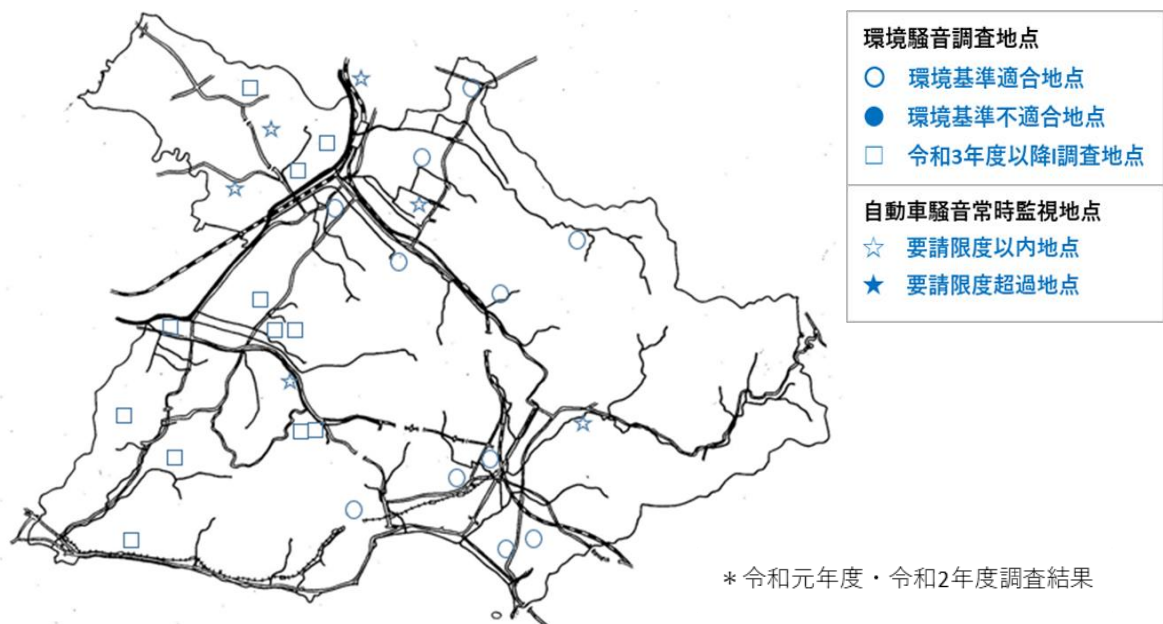 環境騒音調査地点
○ 環境基準適合地点
● 環境基準不適合地点
□ 令和3年度以降l調査地点
自動車騒音常時監視地点
☆ 要請限度以内地点
★ 要請限度超過地点
＊令和元年度・令和2年度調査結果